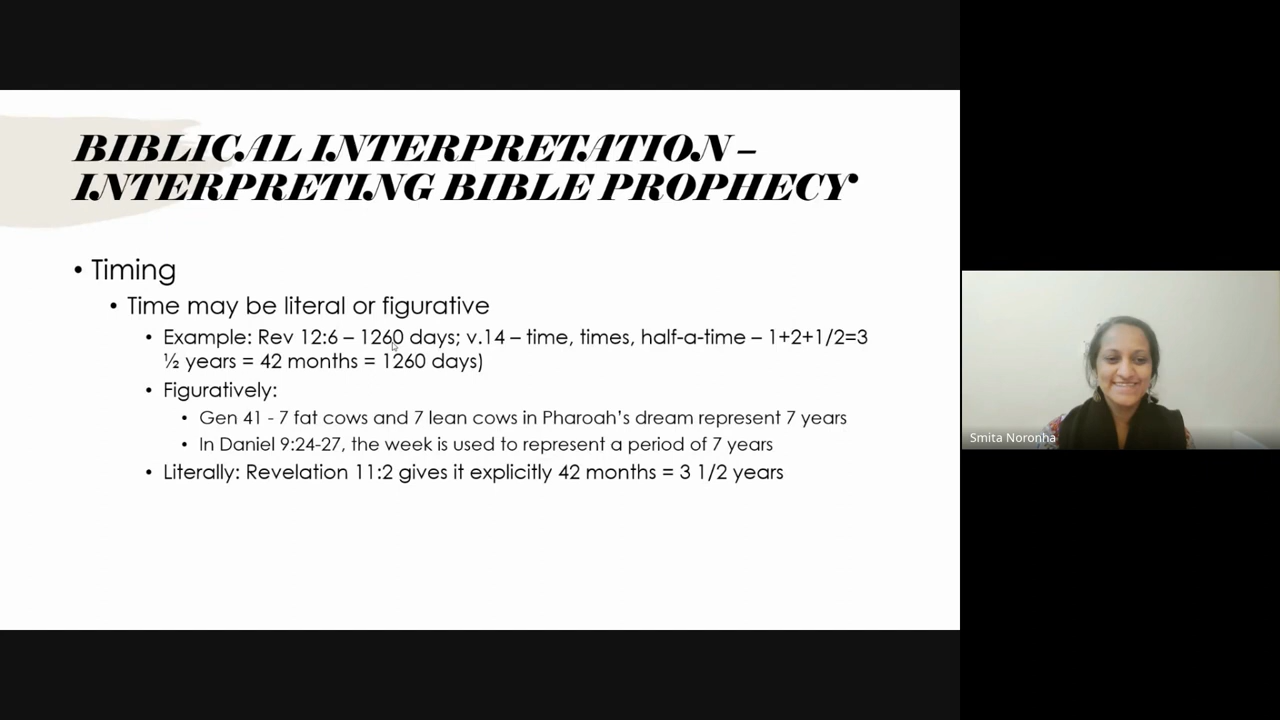 BIBLICAL INTERPRETATION –
INTERPRETING BIBLE PROPHECY
• Timing
• Time may be literal or figurative
• Example: Rev 12:6 – 1260 days; v.14 – time, times, half-a-time – 1+2+1/2=3
½ years = 42 months = 1260 days)
• Figuratively:
• Gen 41 - 7 fat cows and 7 lean cows in Pharoah's dream represent 7 years
• In Daniel 9:24-27, the week is used to represent a period of 7 years
• Literally: Revelation 11:2 gives it explicitly 42 months = 3 1/2 years
Smita Noronha